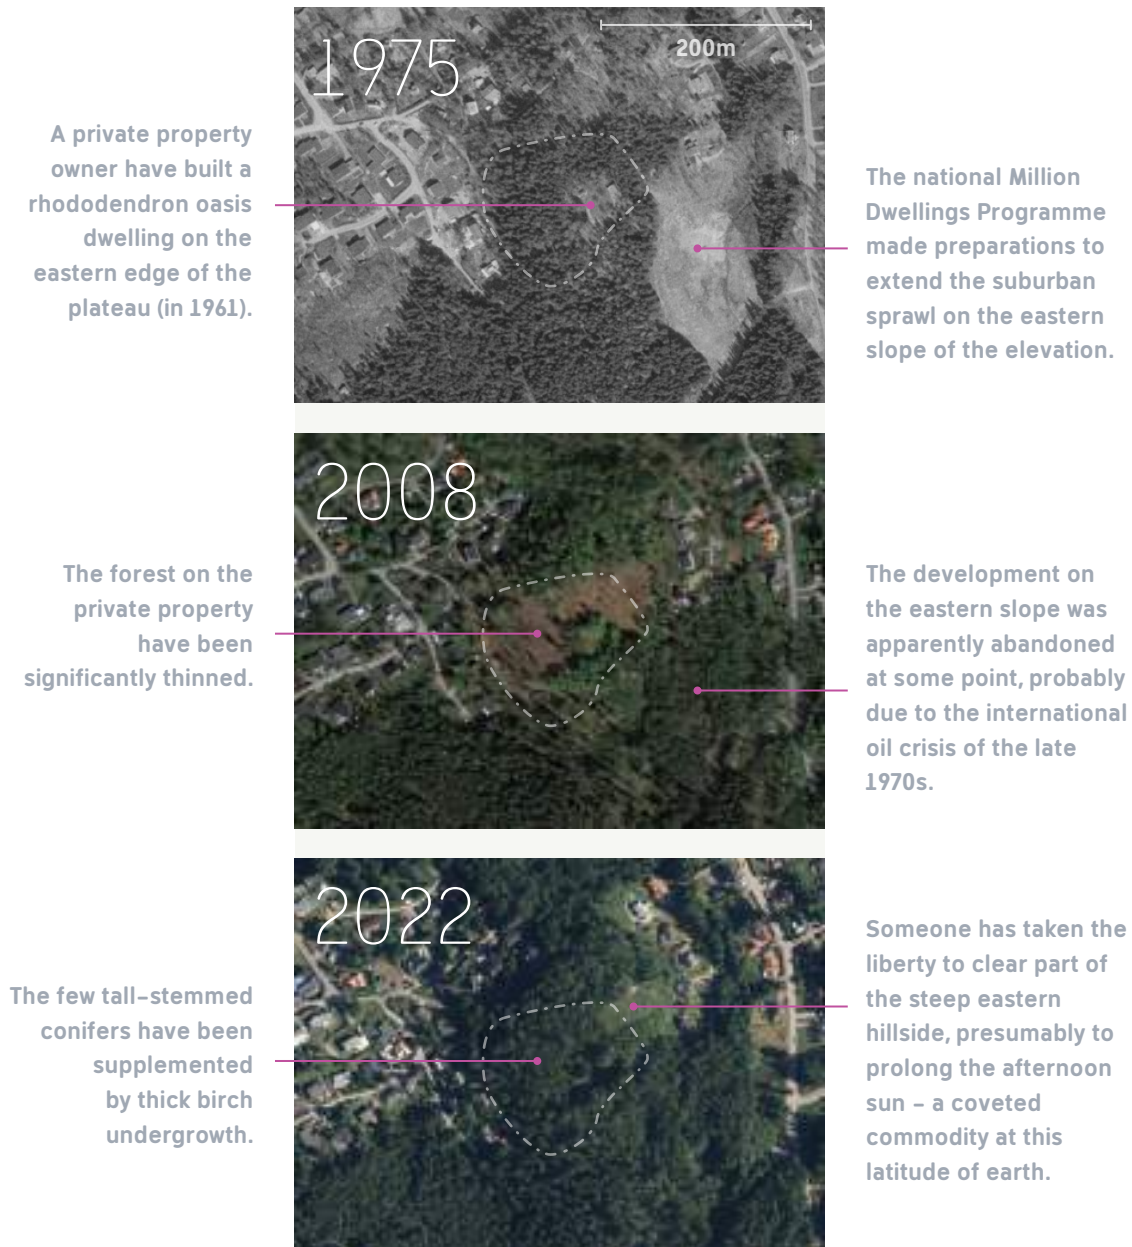 1975
200m
A private property
owner have built a
rhododendron oasis
dwelling on the
eastern edge of the
plateau (in 1961).
The national Million
Dwellings Programme
made preparations to
extend the suburban
sprawl on the eastern
slope of the elevation.
2008
The forest on the
private property
have been
significantly thinned.
The development on
the eastern slope was
apparently abandoned
at some point, probably
due to the international
oil crisis of the late
1970s.
2022
The few tall-stemmed
conifers have been
supplemented
by thick birch
undergrowth.
Someone has taken the
liberty to clear part of
the steep eastern
hillside, presumably to
prolong the afternoon
sun – a coveted
commodity at this
latitude of earth.